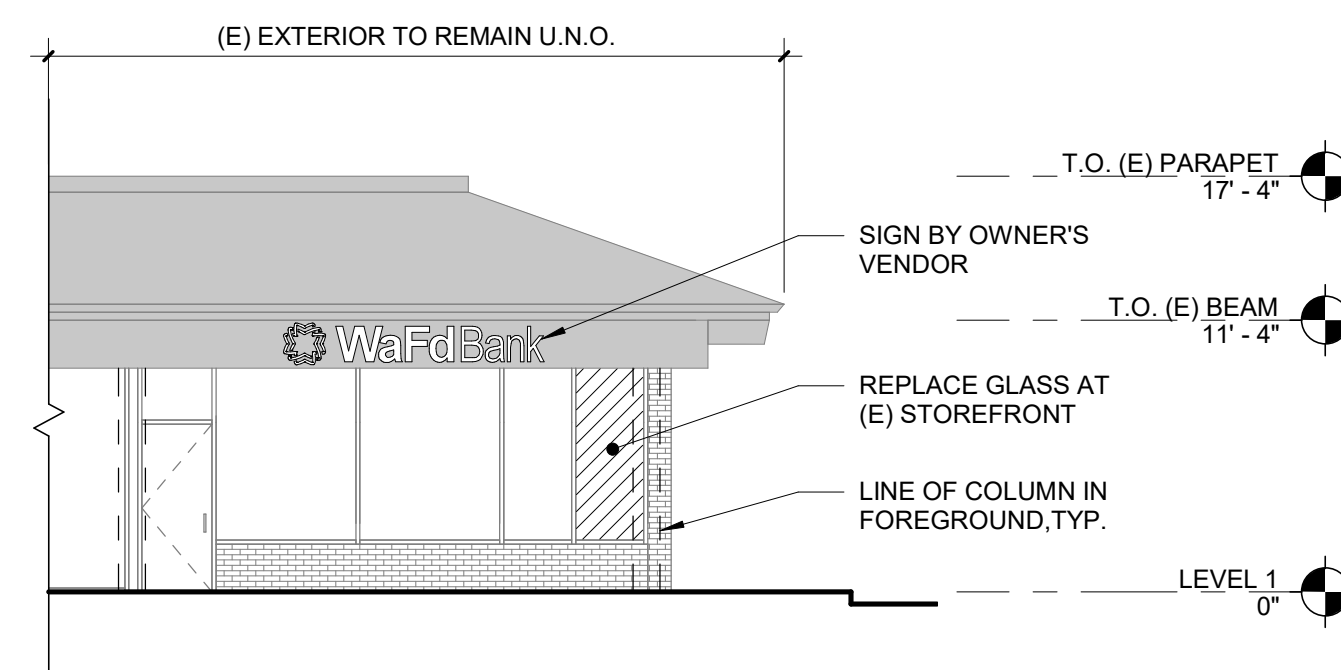 (E) EXTERIOR TO REMAIN U.N.O.
T.O. (E) PARAPET
17' - 4"
SIGN BY OWNER'S
VENDOR
T.O. (E) BEAM
11' - 4"
WaFdBank
REPLACE GLASS AT
(E) STOREFRONT
LINE OF COLUMN IN
FOREGROUND,TYP.
LEVEL 1
0"